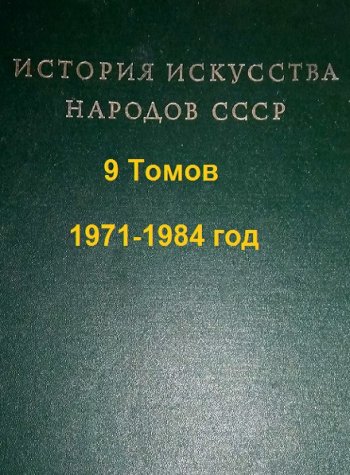 ИСТОРИЯ ИСКУССТВА
НАРОДОВ СССР
9 Томов
1971-1984 год